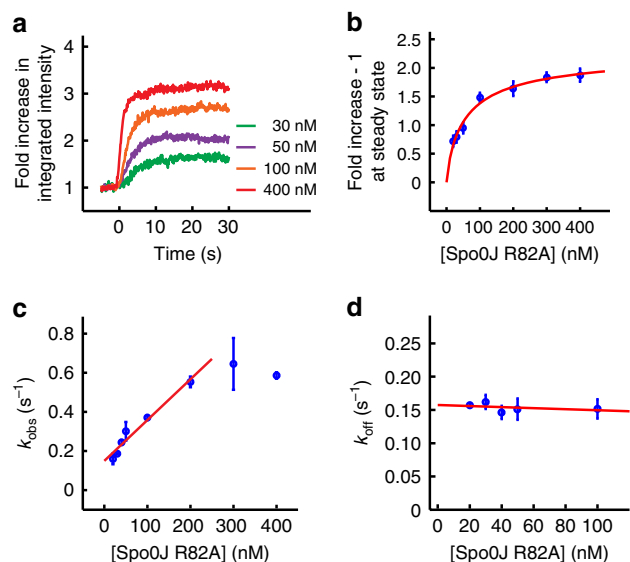 a
Fold increase in
integrated intensity
4
3
2
1
0 10 20 30
Time (s)
30 nM
50 nM
100 nM
400 nM
b
Fold increase - 1
at steady state
2.5
2.0
1.5
1.0
0.5
0
0 100 200 300 400
[Spo0J R82A] (nM)
c
kobs (s−1)
0.8
0.6
0.4
0.2
0
0 100 200 300 400
[Spo0J R82A] (nM)
d
koff (s−1)
0.25
0.20
0.15
0.10
0.05
0
0 20 40 60 80 100
[Spo0J R82A] (nM)